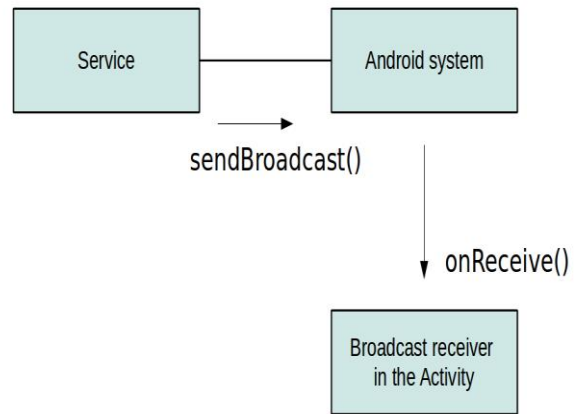 Service
Android system
sendBroadcast()
onReceive()
Broadcast receiver
in the Activity